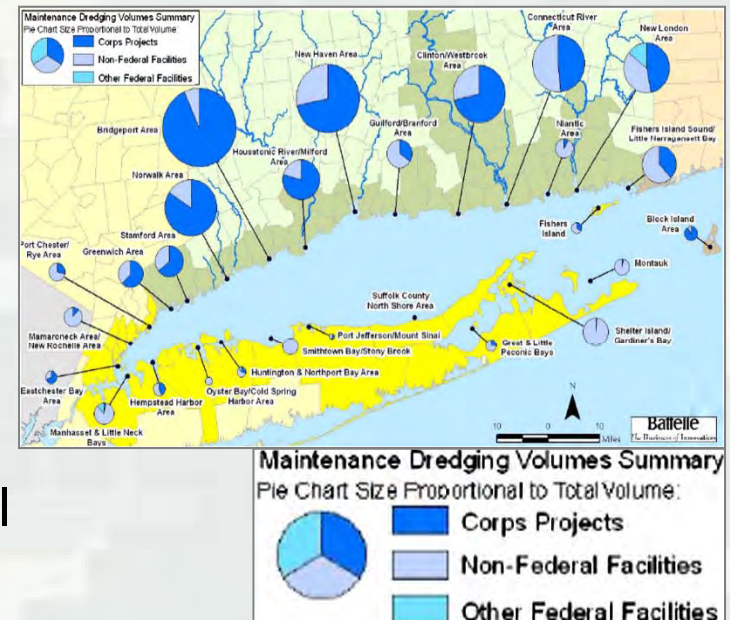 Maintenance Dredging Volumes Summary
Pie Chart Size Proportional to Total Volume:
Corps Projects
Non-Federal Facilities
Other Federal Facilities
Connecticut River
Area
New London
Area
New Haven Area
Clinton/Westbrook
Area
Bridgeport Area
Guilford/Branford
Area
Niantic
Area
Fishers Island Sound/
Little Narragansett Bay
Housatonic River/Milford
Area
Norwalk Area
Stamford Area
Fishers
Island
Block Island
Area
Port Chester/
Rye Area
Greenwich Area
Montauk
Suffolk County
North Shore Area
Mamaroneck Area/
New Rochelle Area
Port Jefferson/Mount Sinai
Shelter Island/
Gardiner's Bay
Smithtown Bay/Stony Brook
Great & Little
Peconic Bays
Huntington & Northport Bay Area
Eastchester Bay
Area
Hempstead Harbor
Area
Oyster Bay/Cold Spring
Harbor Area
Manhasset & Little Neck
Bays
N
10 0 10
Miles
Battelle
The Business of Innovation
Maintenance Dredging Volumes Summary
Pie Chart Size Proportional to Total Volume:
Corps Projects
Non-Federal Facilities
Other Federal Facilities